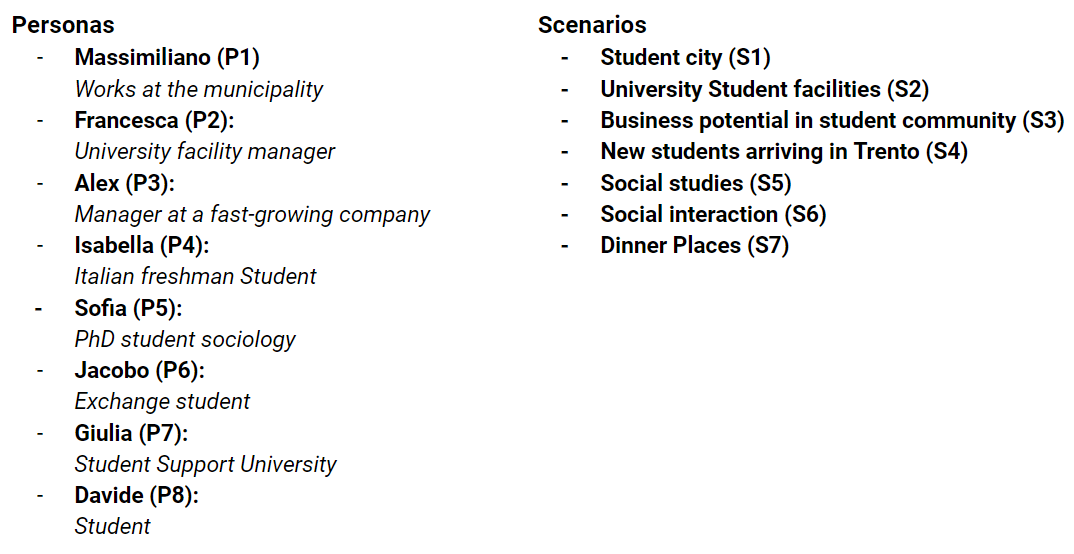 Personas
- Massimiliano (P1)
Works at the municipality
- Francesca (P2):
University facility manager
- Alex (P3):
Manager at a fast-growing company
- Isabella (P4):
Italian freshman Student
- Sofia (P5):
PhD student sociology
- Jacobo (P6):
Exchange student
- Giulia (P7):
Student Support University
- Davide (P8):
Student
Scenarios
- Student city (S1)
- University Student facilities (S2)
- Business potential in student community (S3)
- New students arriving in Trento (S4)
- Social studies (S5)
- Social interaction (S6)
- Dinner Places (S7)